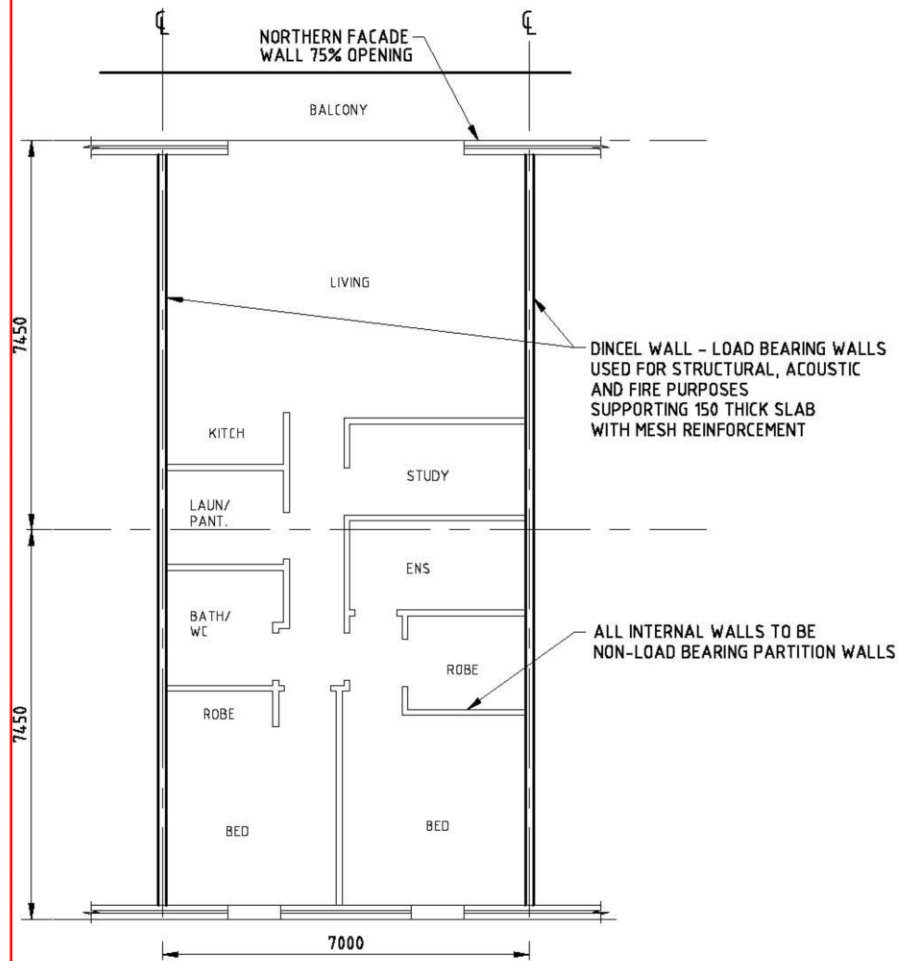 ℄
℄
NORTHERN FACADE
WALL 75% OPENING
BALCONY
LIVING
7450
DINCEL WALL - LOAD BEARING WALLS
USED FOR STRUCTURAL, ACOUSTIC
AND FIRE PURPOSES
SUPPORTING 150 THICK SLAB
WITH MESH REINFORCEMENT
KITCH
STUDY
LAUN/
PANT.
ENS
BATH/
WC
ALL INTERNAL WALLS TO BE
NON-LOAD BEARING PARTITION WALLS
ROBE
ROBE
7450
BED
BED
7000